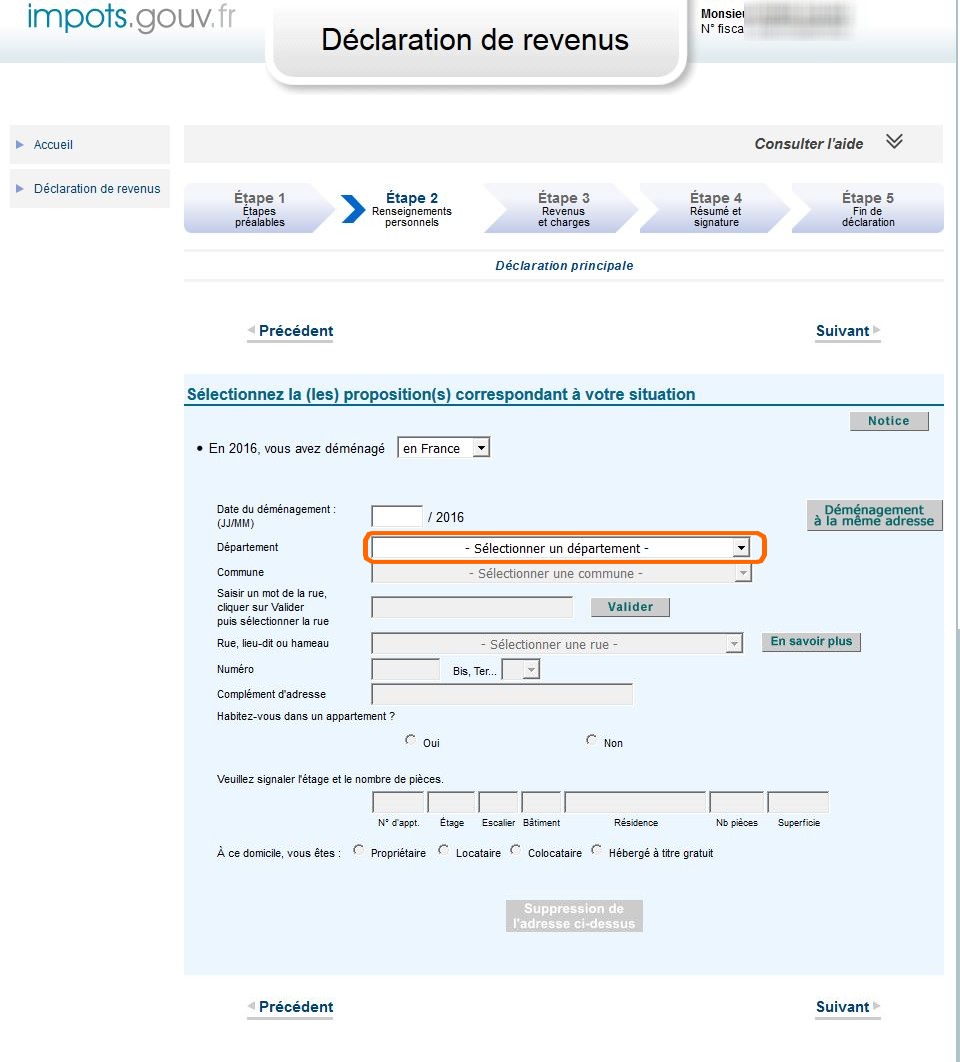 impots.gouv.fr
Déclaration de revenus
Monsieu
N° fisca
Accueil
Déclaration de revenus
Consulter l'aide
Étape 1
Étapes
préalables
Étape 2
Renseignements
personnels
Étape 3
Revenus
et charges
Étape 4
Résumé et
signature
Étape 5
Fin de
déclaration
Déclaration principale
Précédent
Suivant
Sélectionnez la (les) proposition(s) correspondant à votre situation
Notice
• En 2016, vous avez déménagé en France
Date du déménagement :
(JJ/MM)
/ 2016
Déménagement
à la même adresse
Département - Sélectionner un département -
Commune - Sélectionner une commune -
Saisir un mot de la rue,
cliquer sur Valider
puis sélectionner la rue
Valider
Rue, lieu-dit ou hameau - Sélectionner une rue - En savoir plus
Numéro Bis, Ter...
Complément d'adresse
Habitez-vous dans un appartement ?
Oui Non
Veuillez signaler l'étage et le nombre de pièces.
N° d'appt. Étage Escalier Bâtiment Résidence Nb pièces Superficie
À ce domicile, vous êtes : Propriétaire Locataire Colocataire Hébergé à titre gratuit
Suppression de
l'adresse ci-dessus
Précédent
Suivant